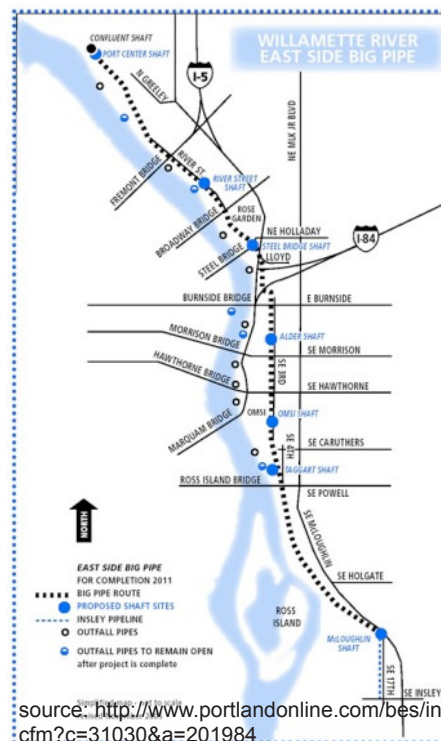 WILLAMETTE RIVER
EAST SIDE BIG PIPE
CONFLUENT SHAFT
PORT CENTER SHAFT
N GREELEY
I-5
NE MLK JR BLVD
RIVER ST.
RIVER STREET
SHAFT
FREMONT BRIDGE
BROADWAY BRIDGE
ROSE
GARDEN
NE HOLLADAY
STEEL BRIDGE SHAFT
I-84
LLOYD
STEEL BRIDGE
BURNSIDE BRIDGE
E BURNSIDE
ALDER SHAFT
MORRISON BRIDGE
SE MORRISON
SE 3RD
HAWTHORNE BRIDGE
SE HAWTHORNE
OMSI
OMSI SHAFT
MARQUAM BRIDGE
SE 4TH
SE CARUTHERS
TAGGART SHAFT
ROSS ISLAND BRIDGE
SE POWELL
SE McLOUGHLIN
SE HOLGATE
ROSS
ISLAND
McLOUGHLIN
SHAFT
SE 17TH
SE INSLEY
NORTH
EAST SIDE BIG PIPE
FOR COMPLETION 2011
BIG PIPE ROUTE
PROPOSED SHAFT SITES
INSLEY PIPELINE
OUTFALL PIPES
OUTFALL PIPES TO REMAIN OPEN
after project is complete
source: http://www.portlandonline.com/bes/in
cfm?c=31030&a=201984